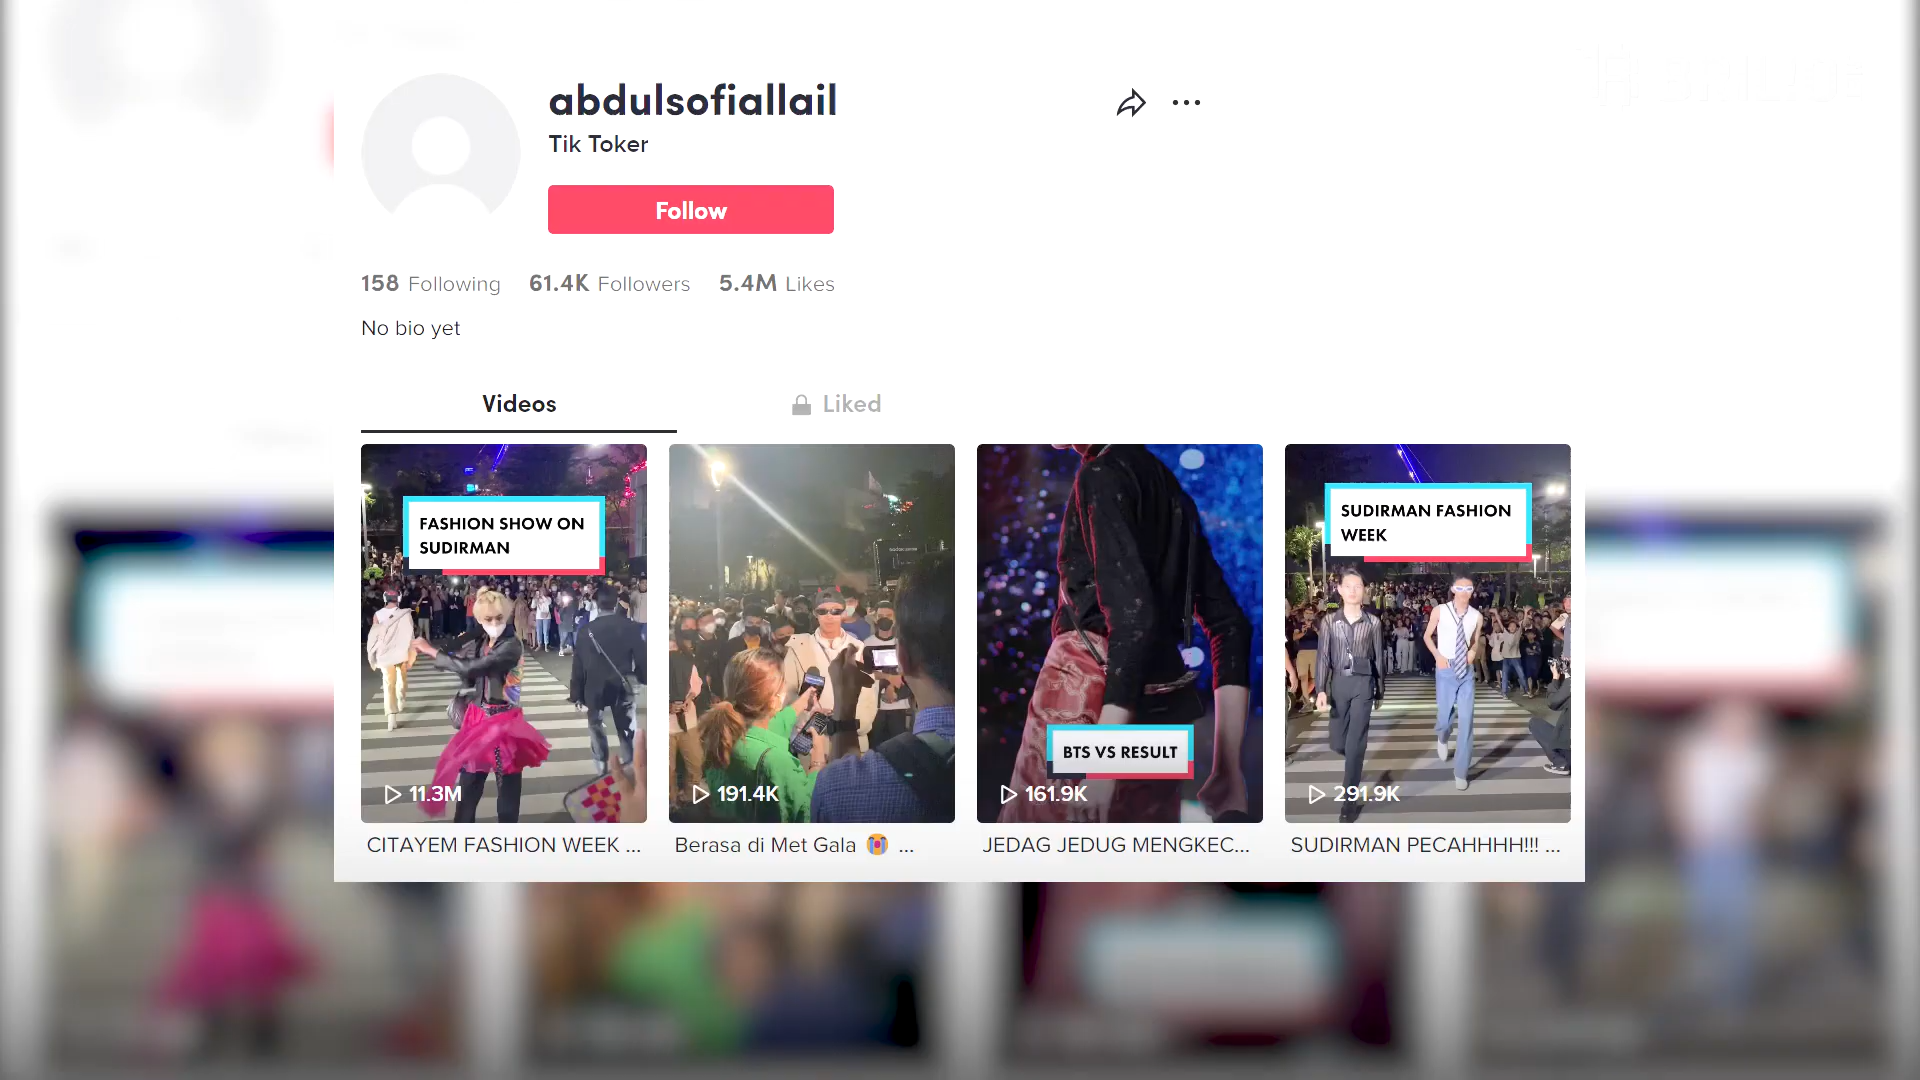 abdulsofiallail
Tik Toker
Follow
158 Following 61.4K Followers 5.4M Likes
No bio yet
Videos
Liked
FASHION SHOW ON
SUDIRMAN
11.3M
CITAYEM FASHION WEEK ...
191.4K
Berasa di Met Gala 😭 ...
BTS VS RESULT
161.9K
JEDAG JEDUG MENGKEC...
SUDIRMAN FASHION
WEEK
291.9K
SUDIRMAN PECAHHHH!!! ...